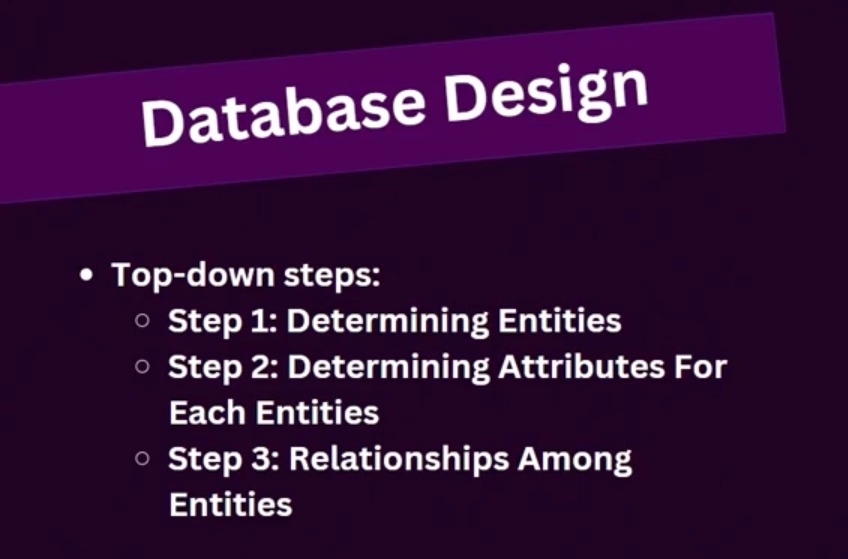 Database Design
• Top-down steps:
○ Step 1: Determining Entities
○ Step 2: Determining Attributes For
Each Entities
○ Step 3: Relationships Among
Entities